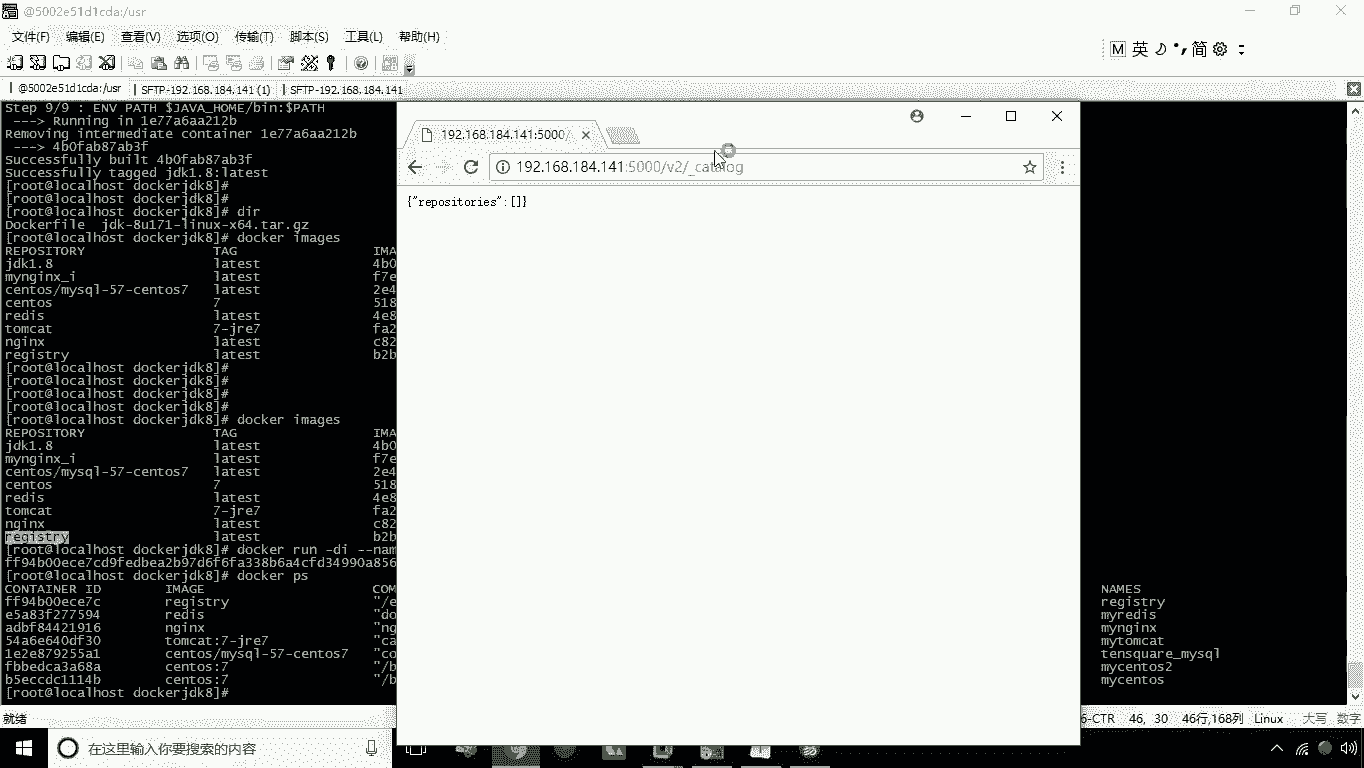 @5002e51d1cda:/usr
文件(F) 编辑(E) 查看(V) 选项(O) 传输(T) 脚本(S) 工具(L) 帮助(H)
M 英 简
@5002e51d1cda:/usr SFTP-192.168.184.141 (1) SFTP-192.168.184.141
Step 9/9 : ENV PATH $JAVA_HOME/bin:$PATH
---> Running in 1e77a6aa212b
Removing intermediate container 1e77a6aa212b
---> 4b0fab87ab3f
Successfully built 4b0fab87ab3f
Successfully tagged jdk1.8:latest
[root@localhost dockerjdk8]#
[root@localhost dockerjdk8]#
[root@localhost dockerjdk8]# dir
Dockerfile jdk-8u171-linux-x64.tar.gz
[root@localhost dockerjdk8]# docker images
REPOSITORY TAG IMA
jdk1.8 latest 4b0
mynginx_i latest f7e
centos/mysql-57-centos7 latest 2e4
centos 7 518
redis latest 4e8
tomcat 7-jre7 fa2
nginx latest c82
registry latest b2b
[root@localhost dockerjdk8]#
[root@localhost dockerjdk8]#
[root@localhost dockerjdk8]#
[root@localhost dockerjdk8]#
[root@localhost dockerjdk8]# docker images
REPOSITORY TAG IMA
jdk1.8 latest 4b0
mynginx_i latest f7e
centos/mysql-57-centos7 latest 2e4
centos 7 518
redis latest 4e8
tomcat 7-jre7 fa2
nginx latest c82
registry latest b2b
[root@localhost dockerjdk8]# docker run -di --nam
ff94b00ece7cd9fedbea2b97d6f6fa338b6a4cfd34990a856
[root@localhost dockerjdk8]# docker ps
CONTAINER ID IMAGE COM NAMES
ff94b00ece7c registry "/e registry
e5a83f277594 redis "do myredis
adbf84421916 nginx "ng mynginx
54a6e640df30 tomcat:7-jre7 "ca mytomcat
1e2e879255a1 centos/mysql-57-centos7 "co tensquare_mysql
fbbedca3a68a centos:7 "/b mycentos2
b5eccdc1114b centos:7 "/b mycentos
[root@localhost dockerjdk8]#
192.168.184.141:5000/
192.168.184.141:5000/v2/_catalog
{"repositories":[]}
就绪 6-CTR 46, 30 46行,168列 Linux 大写 数字
在这里输入你要搜索的内容